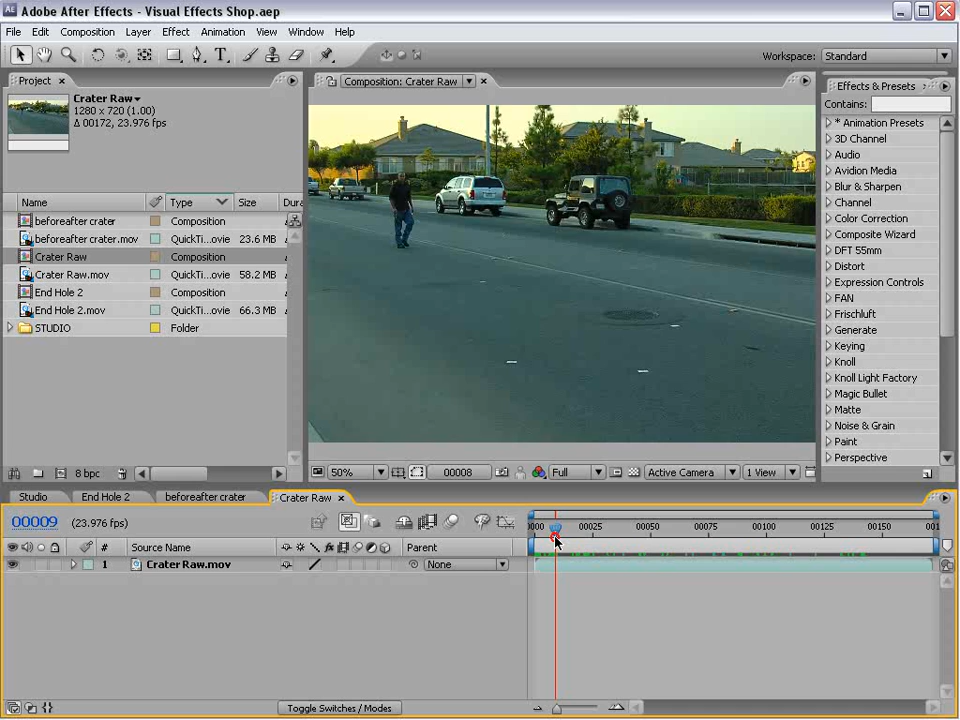 Adobe After Effects - Visual Effects Shop.aep
File Edit Composition Layer Effect Animation View Window Help
Workspace: Standard
Project
Crater Raw
1280 x 720 (1.00)
Δ 00172, 23.976 fps
Name Type Size Dura
beforeafter crater Composition
beforeafter crater.mov QuickTi...ovie 23.6 MB
Crater Raw Composition
Crater Raw.mov QuickTi...ovie 58.2 MB
End Hole 2 Composition
End Hole 2.mov QuickTi...ovie 66.3 MB
STUDIO Folder
8 bpc
Composition: Crater Raw
50% 00008 Full Active Camera 1 View
Effects & Presets
Contains:
* Animation Presets
3D Channel
Audio
Avidion Media
Blur & Sharpen
Channel
Color Correction
Composite Wizard
DFT 55mm
Distort
Expression Controls
FAN
Frischluft
Generate
Keying
Knoll
Knoll Light Factory
Magic Bullet
Matte
Noise & Grain
Paint
Perspective
Studio End Hole 2 beforeafter crater Crater Raw
00009 (23.976 fps)
0000 00025 00050 00075 00100 00125 00150 001
# Source Name Parent
1 Crater Raw.mov None
Toggle Switches / Modes